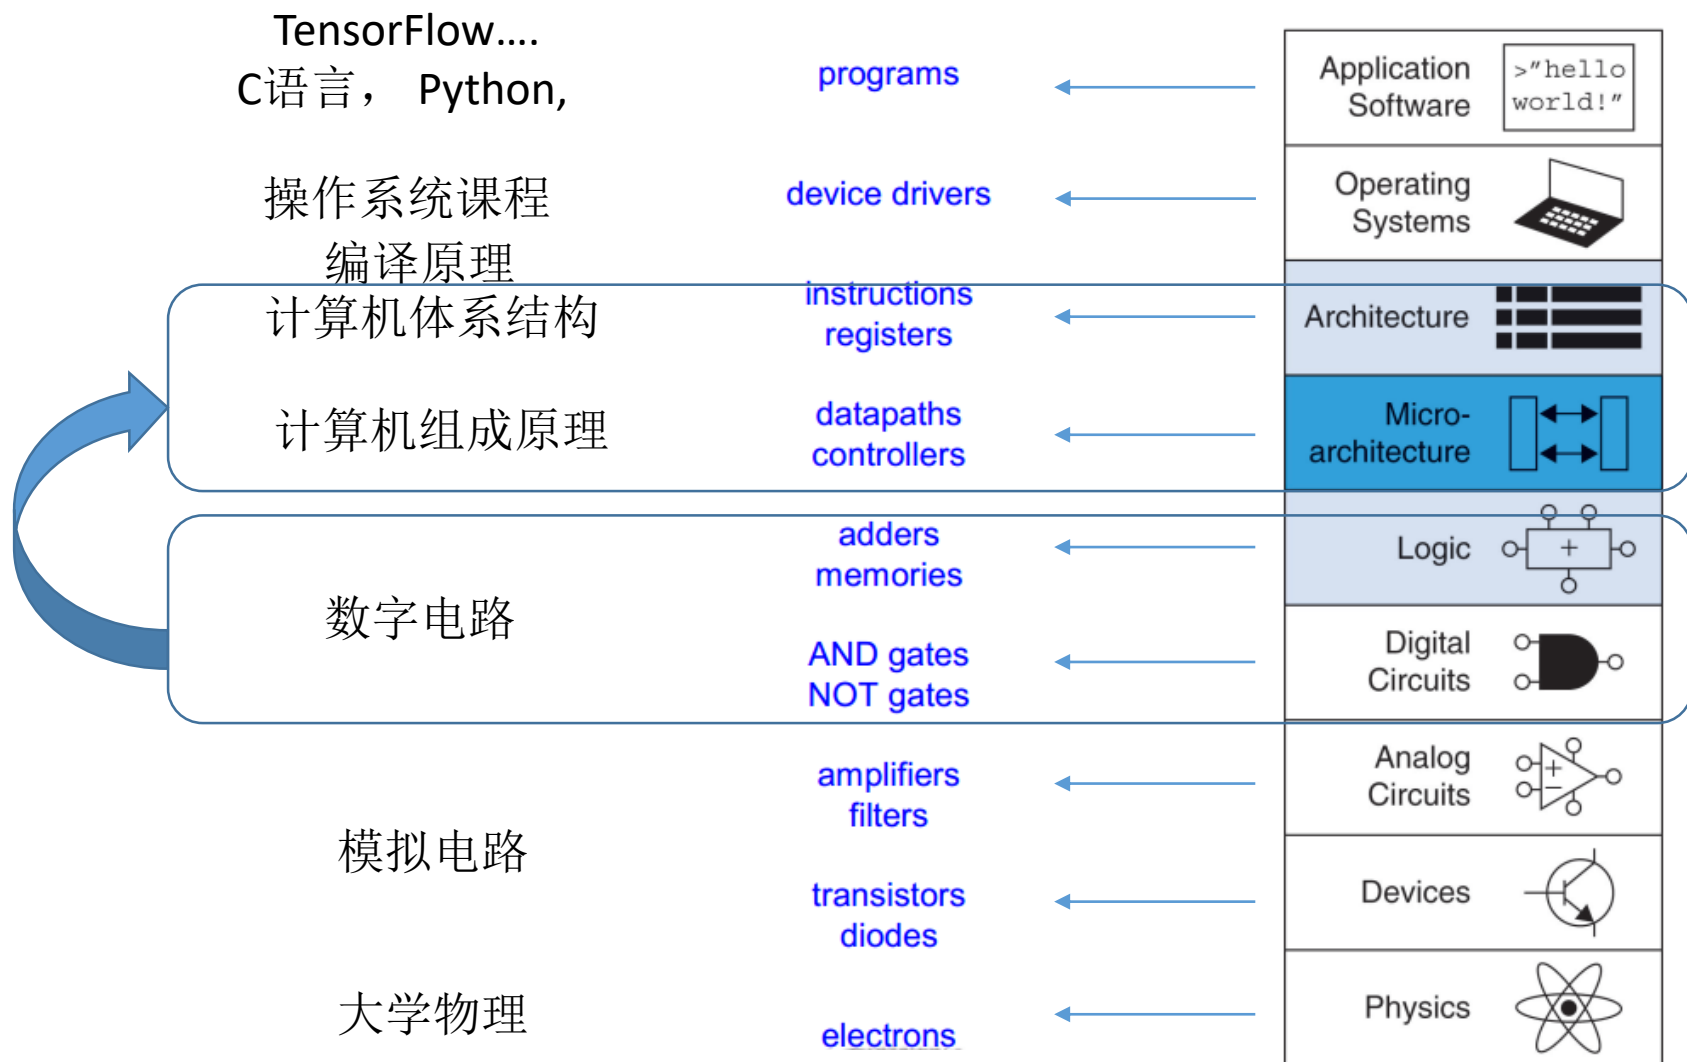 TensorFlow....
C语言， Python,
programs
Application
Software
>"hello
world!"
操作系统课程
device drivers
Operating
Systems
编译原理
计算机体系结构
instructions
registers
Architecture
计算机组成原理
datapaths
controllers
Micro-
architecture
adders
memories
Logic
+
数字电路
AND gates
NOT gates
Digital
Circuits
amplifiers
filters
Analog
Circuits
+
−
模拟电路
transistors
diodes
Devices
大学物理
electrons
Physics